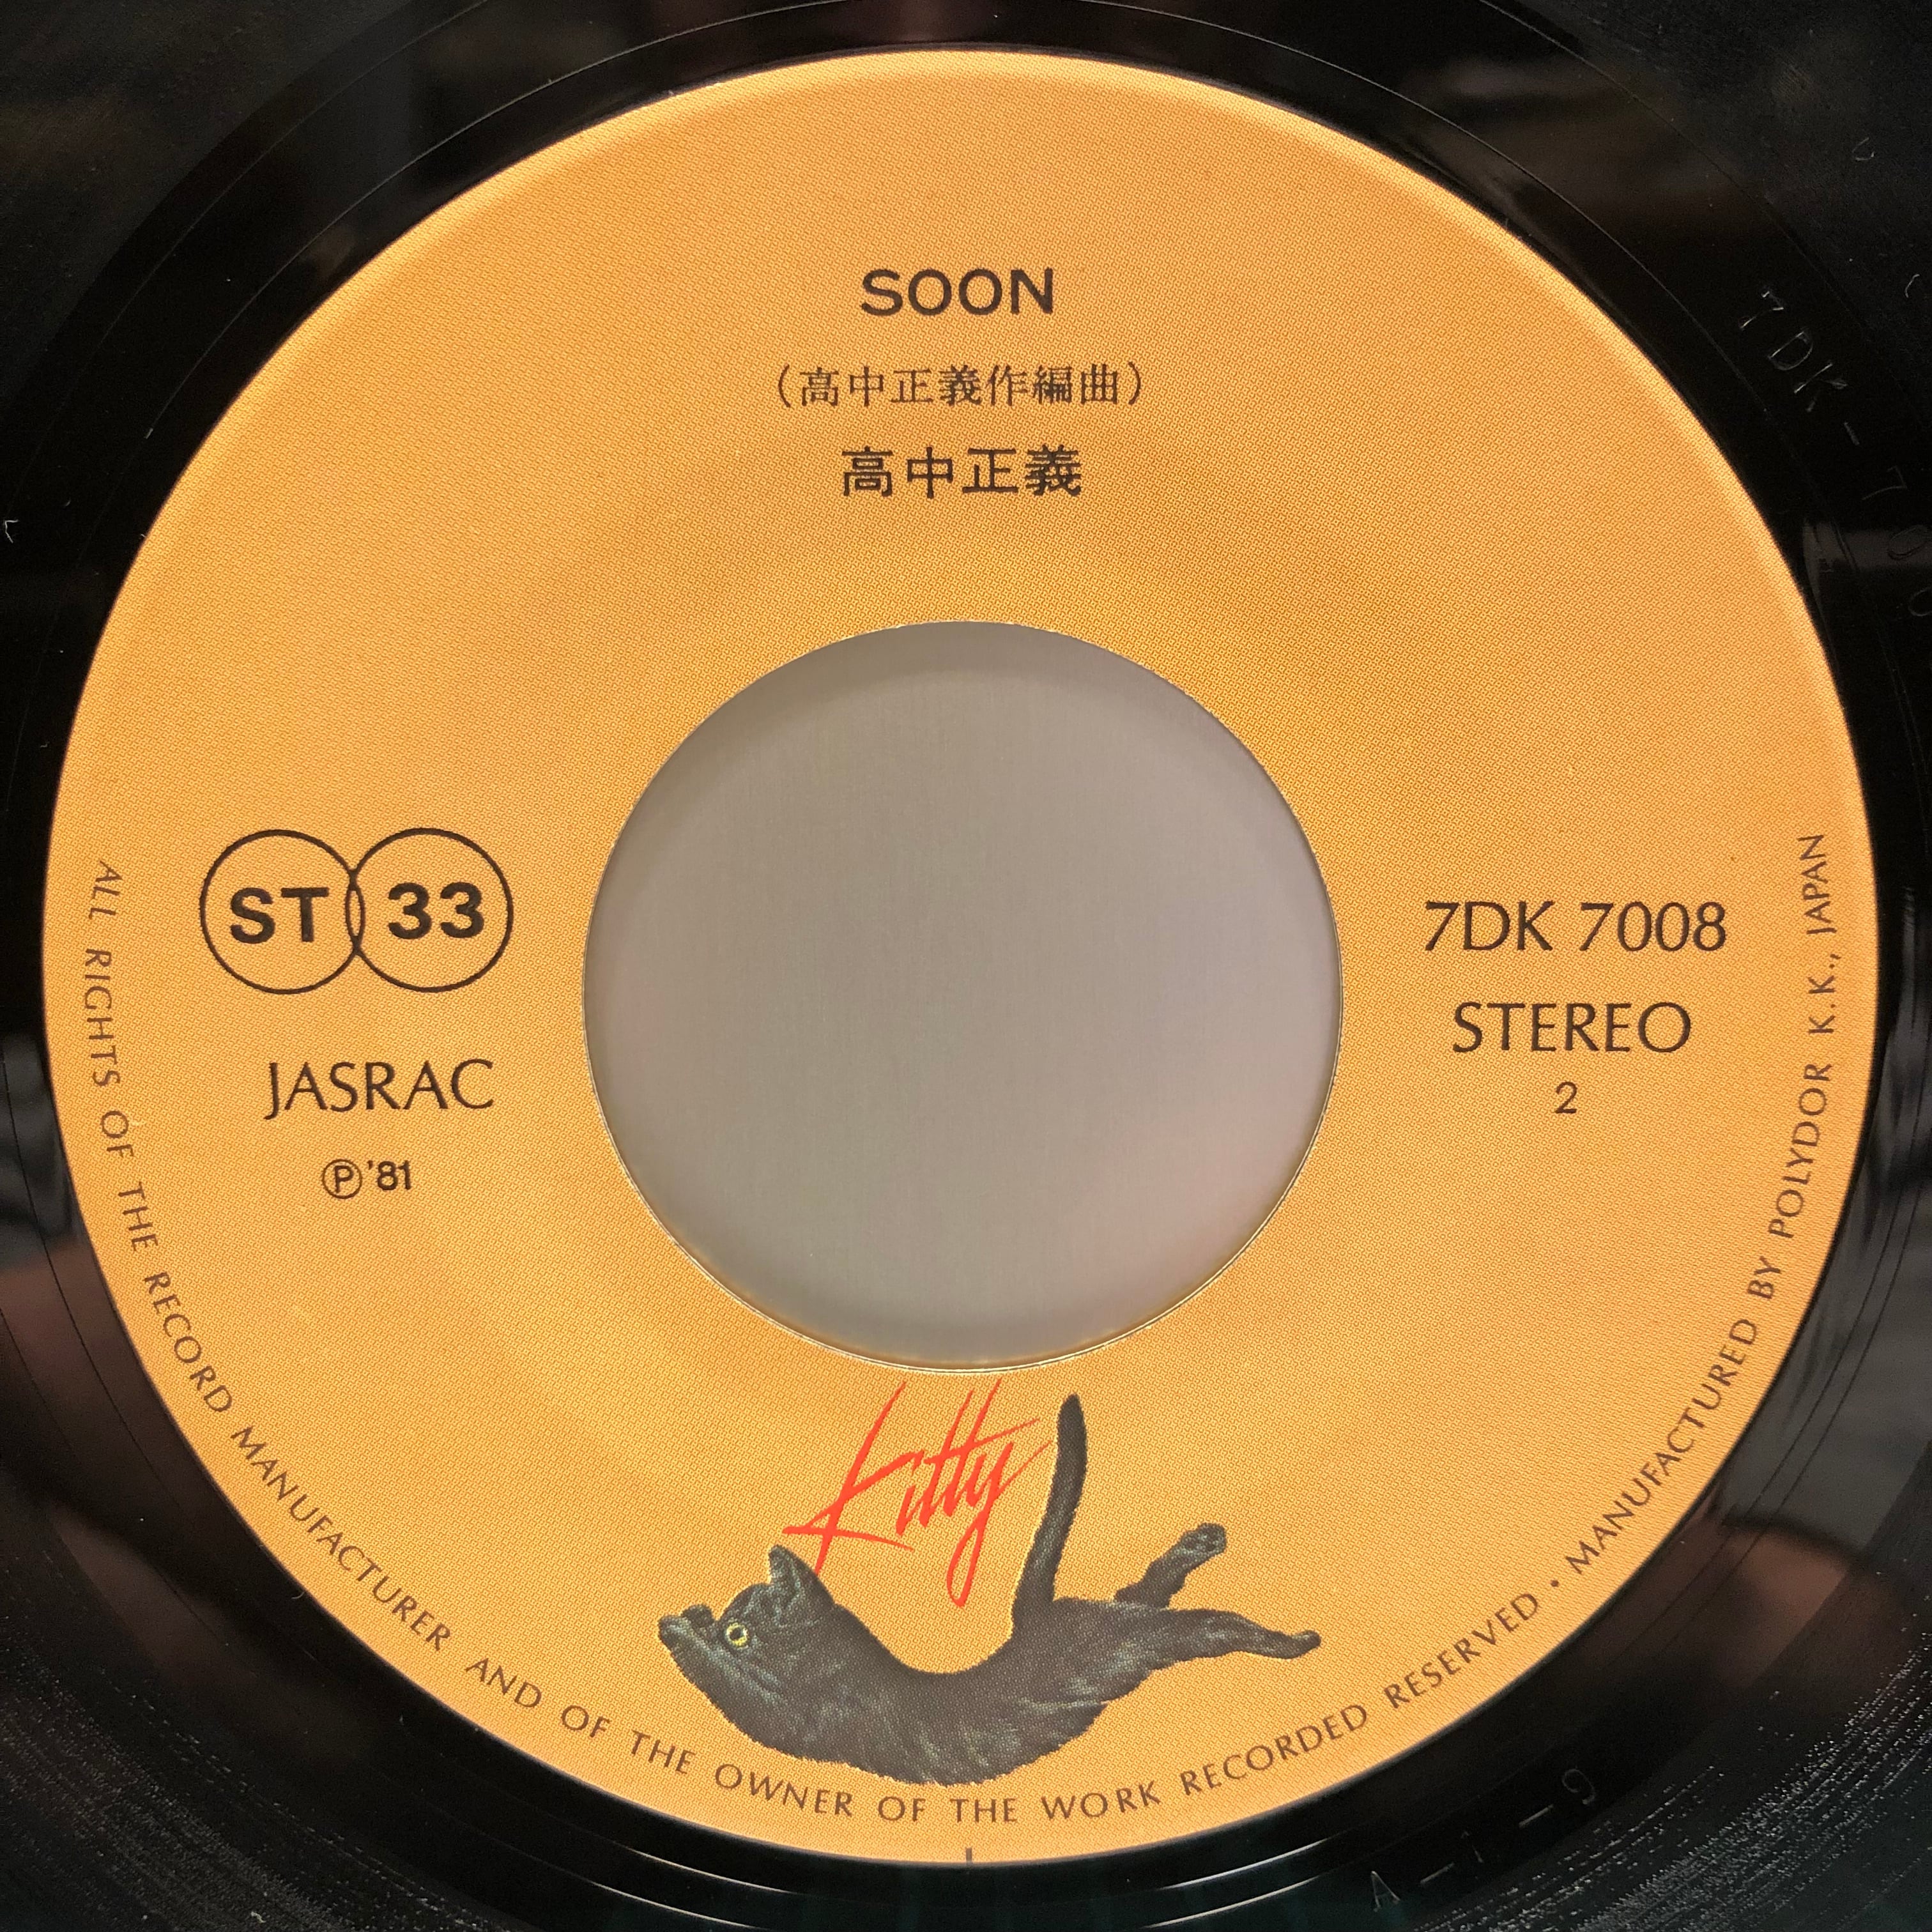 SOON
（高中正義作編曲）
高中正義
ST 33
JASRAC
Ⓟ'81
7DK 7008
STEREO
2
Kitty
ALL RIGHTS OF THE RECORD MANUFACTURER AND OF THE OWNER OF THE WORK RECORDED RESERVED • MANUFACTURED BY POLYDOR K.K., JAPAN